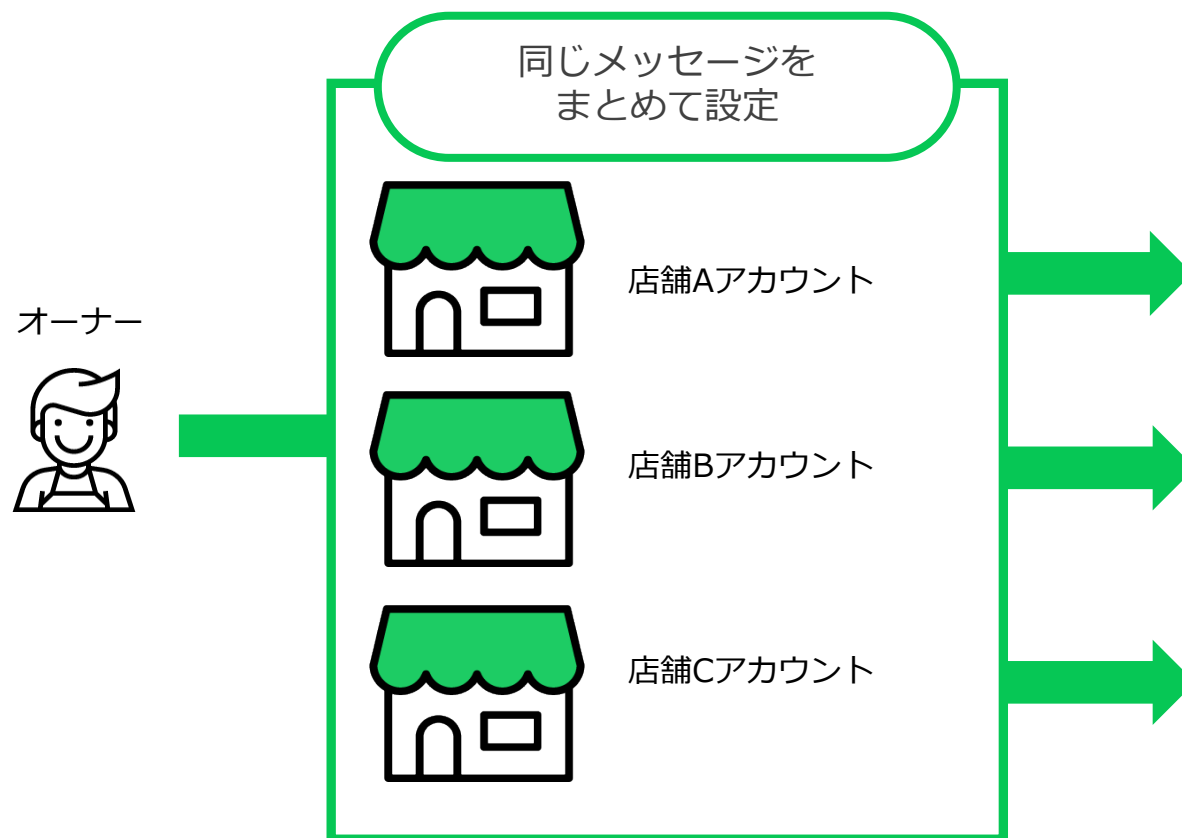 同じメッセージを
まとめて設定
店舗Aアカウント
オーナー
店舗Bアカウント
店舗Cアカウント